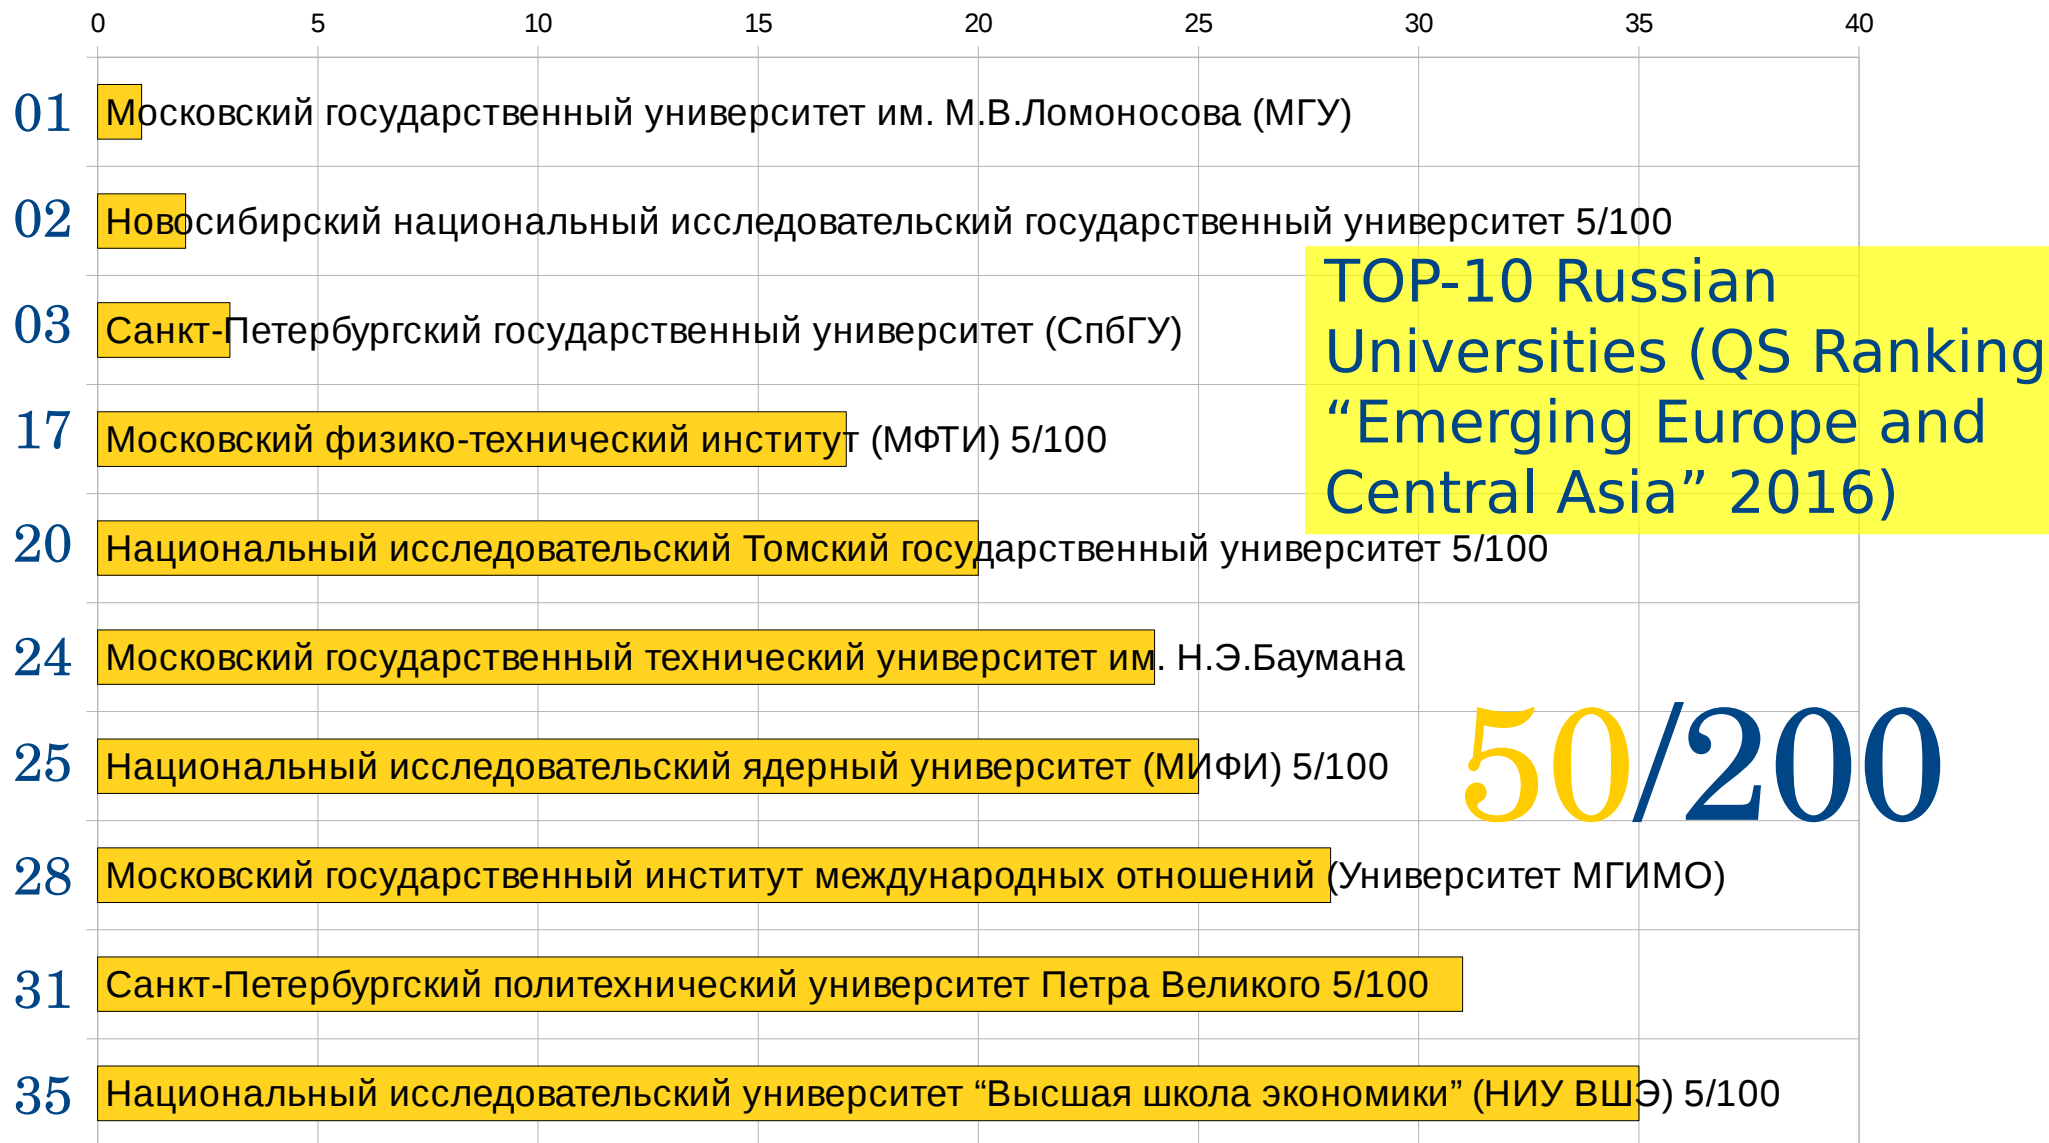 0 5 10 15 20 25 30 35 40
01 Московский государственный университет им. М.В.Ломоносова (МГУ)
02 Новосибирский национальный исследовательский государственный университет 5/100
TOP-10 Russian
Universities (QS Ranking
“Emerging Europe and
Central Asia” 2016)
03 Санкт-Петербургский государственный университет (СпбГУ)
17 Московский физико-технический институт (МФТИ) 5/100
20 Национальный исследовательский Томский государственный университет 5/100
24 Московский государственный технический университет им. Н.Э.Баумана
25 Национальный исследовательский ядерный университет (МИФИ) 5/100
50/200
28 Московский государственный институт международных отношений (Университет МГИМО)
31 Санкт-Петербургский политехнический университет Петра Великого 5/100
35 Национальный исследовательский университет “Высшая школа экономики” (НИУ ВШЭ) 5/100